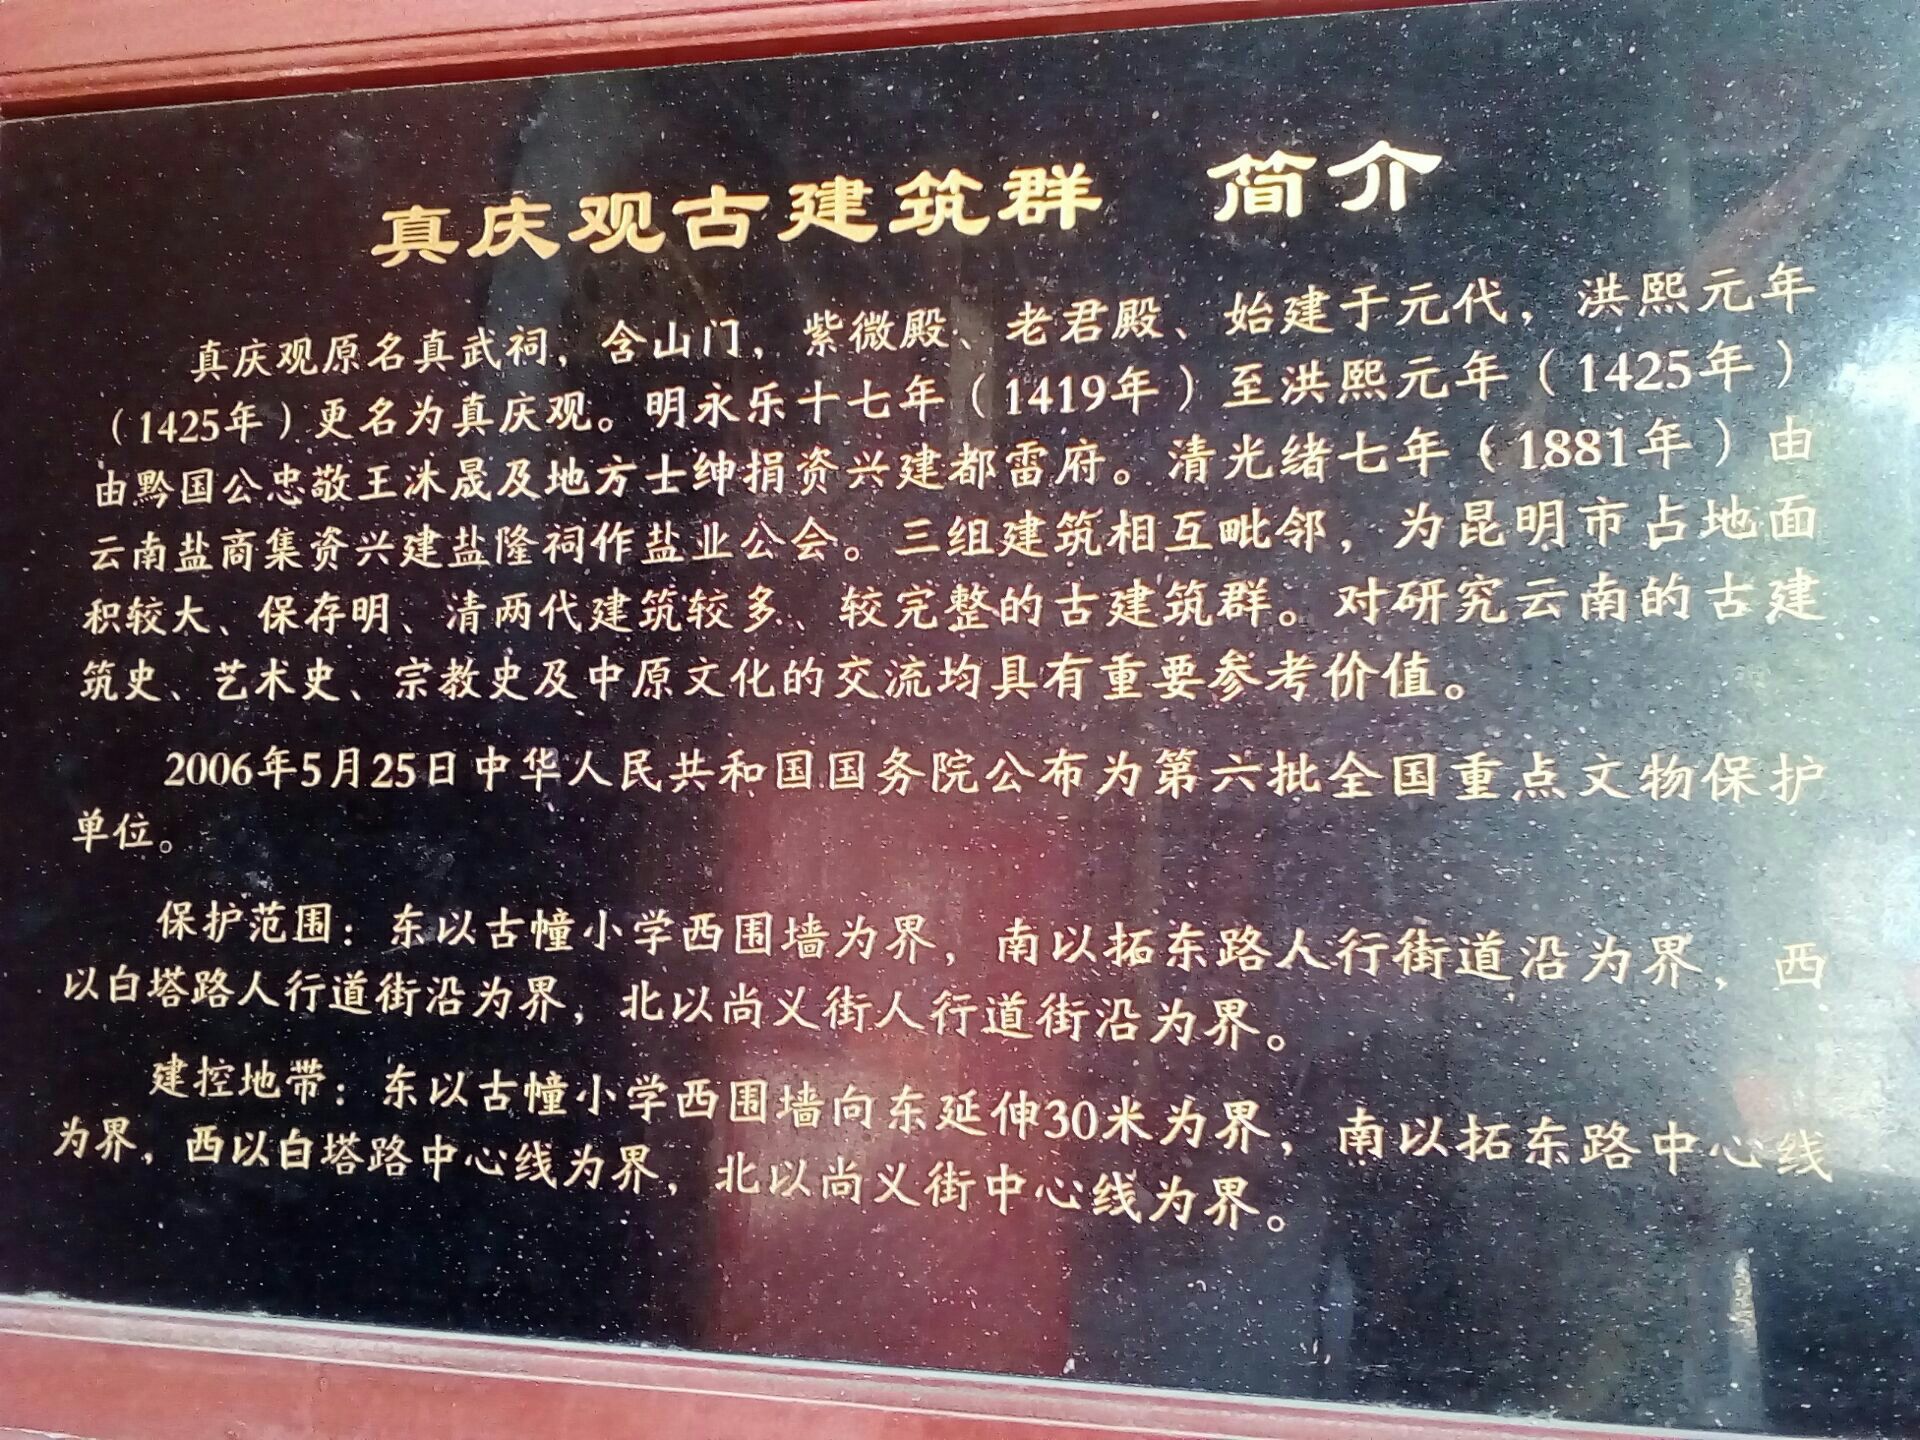 真庆观古建筑群 简介
真庆观原名真武祠，含山门，紫微殿、老君殿、始建于元代，洪熙元年
（1425年）更名为真庆观。明永乐十七年（1419年）至洪熙元年（1425年）
由黔国公忠敬王沐晟及地方士绅捐资兴建都雷府。清光绪七年（1881年）由
云南盐商集资兴建盐隆祠作盐业公会。三组建筑相互毗邻，为昆明市占地面
积较大、保存明、清两代建筑较多、较完整的古建筑群。对研究云南的古建
筑史、艺术史、宗教史及中原文化的交流均具有重要参考价值。
2006年5月25日中华人民共和国国务院公布为第六批全国重点文物保护
单位。
保护范围：东以古幢小学西围墙为界，南以拓东路人行街道沿为界，西
以白塔路人行道街沿为界，北以尚义街人行道街沿为界。
建控地带：东以古幢小学西围墙向东延伸30米为界，南以拓东路中心线
为界，西以白塔路中心线为界，北以尚义街中心线为界。